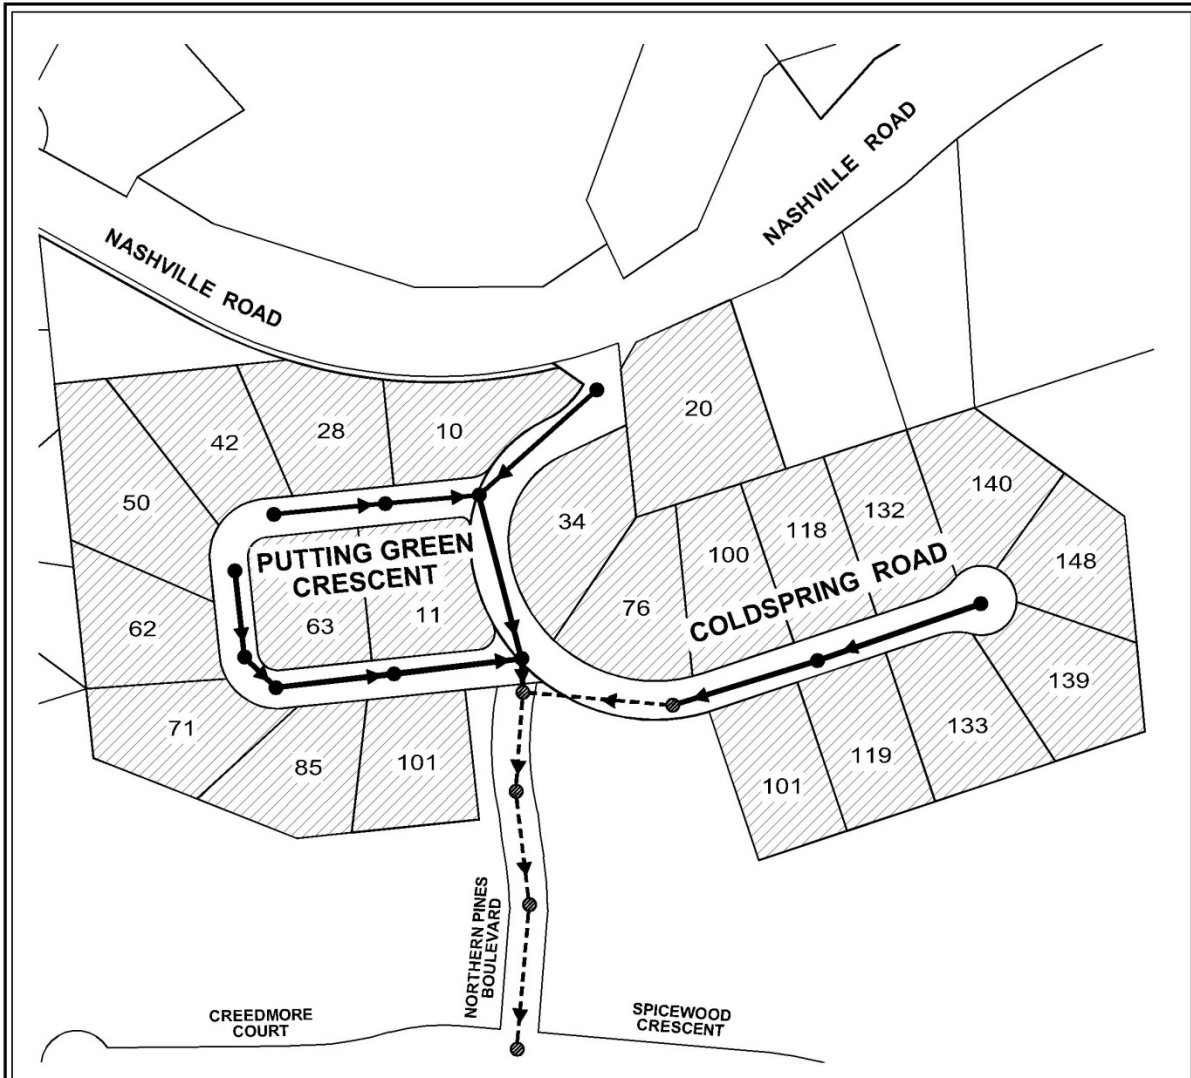 NASHVILLE ROAD
NASHVILLE ROAD
20
10
28
42
50
140
132
118
34
100
148
PUTTING GREEN
CRESCENT
COLDSPRING ROAD
76
11
63
62
139
71
133
119
101
85
101
NORTHERN PINES
BOULEVARD
CREEDMORE
COURT
SPICEWOOD
CRESCENT